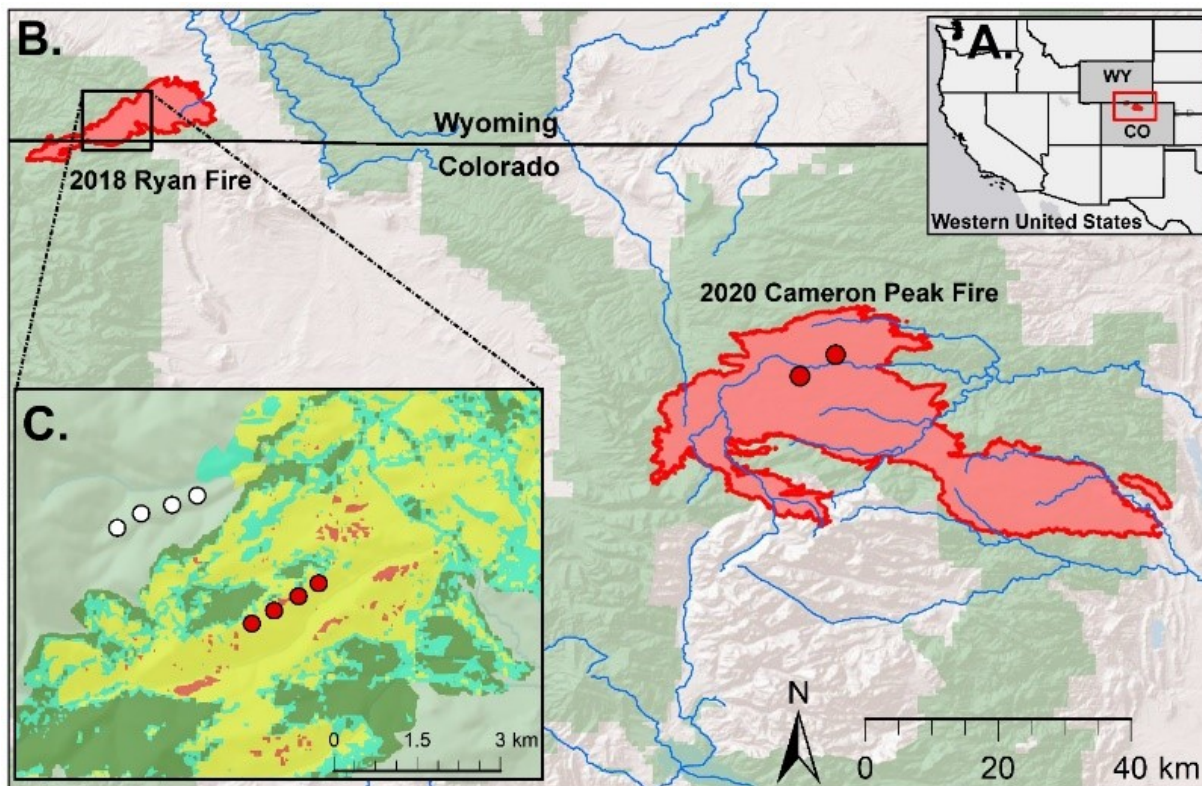 B.
A.
WY
CO
Western United States
Wyoming
Colorado
2018 Ryan Fire
2020 Cameron Peak Fire
C.
0 1.5 3 km
N
0 20 40 km